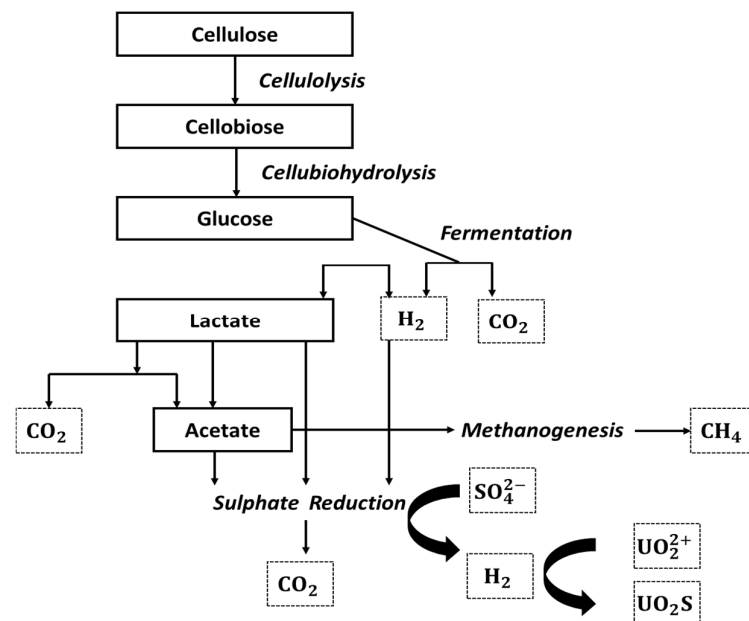 Cellulose
Cellulolysis
Cellobiose
Cellubiohydrolysis
Glucose
Fermentation
Lactate
H₂
CO₂
CO₂
Acetate
Methanogenesis
CH₄
Sulphate Reduction
SO₄²⁻
CO₂
H₂
UO₂²⁺
UO₂S